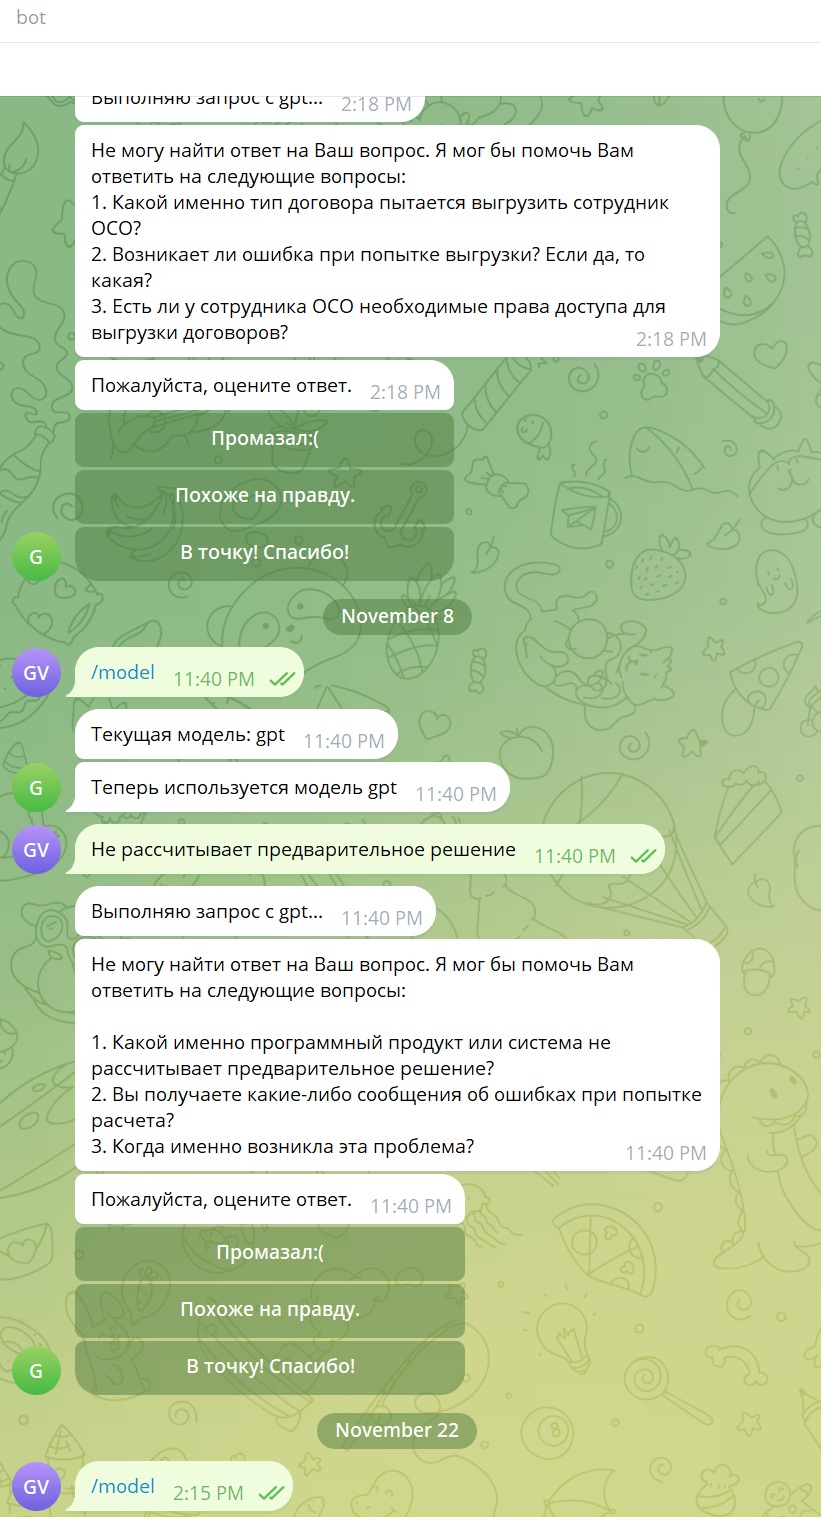 bot
Выполняю запрос с gpt... 2:18 PM
Не могу найти ответ на Ваш вопрос. Я мог бы помочь Вам
ответить на следующие вопросы:
1. Какой именно тип договора пытается выгрузить сотрудник
ОСО?
2. Возникает ли ошибка при попытке выгрузки? Если да, то
какая?
3. Есть ли у сотрудника ОСО необходимые права доступа для
выгрузки договоров? 2:18 PM
Пожалуйста, оцените ответ. 2:18 PM
Промазал:(
Похоже на правду.
G В точку! Спасибо!
November 8
GV /model 11:40 PM
Текущая модель: gpt 11:40 PM
G Теперь используется модель gpt 11:40 PM
GV Не рассчитывает предварительное решение 11:40 PM
Выполняю запрос с gpt... 11:40 PM
Не могу найти ответ на Ваш вопрос. Я мог бы помочь Вам
ответить на следующие вопросы:
1. Какой именно программный продукт или система не
рассчитывает предварительное решение?
2. Вы получаете какие-либо сообщения об ошибках при попытке
расчета?
3. Когда именно возникла эта проблема? 11:40 PM
Пожалуйста, оцените ответ. 11:40 PM
Промазал:(
Похоже на правду.
G В точку! Спасибо!
November 22
GV /model 2:15 PM